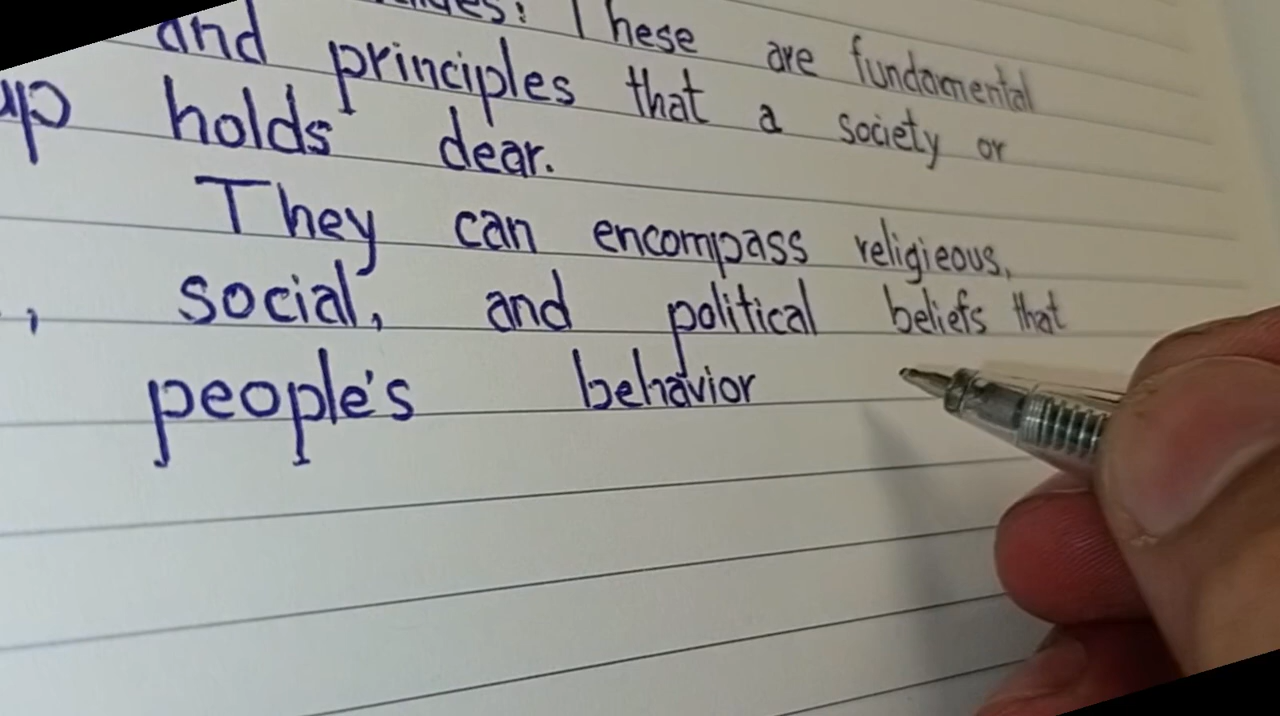 These are fundamental
and principles that a society or
holds dear.
They can encompass religieous,
, social, and political beliefs that
people's behavior